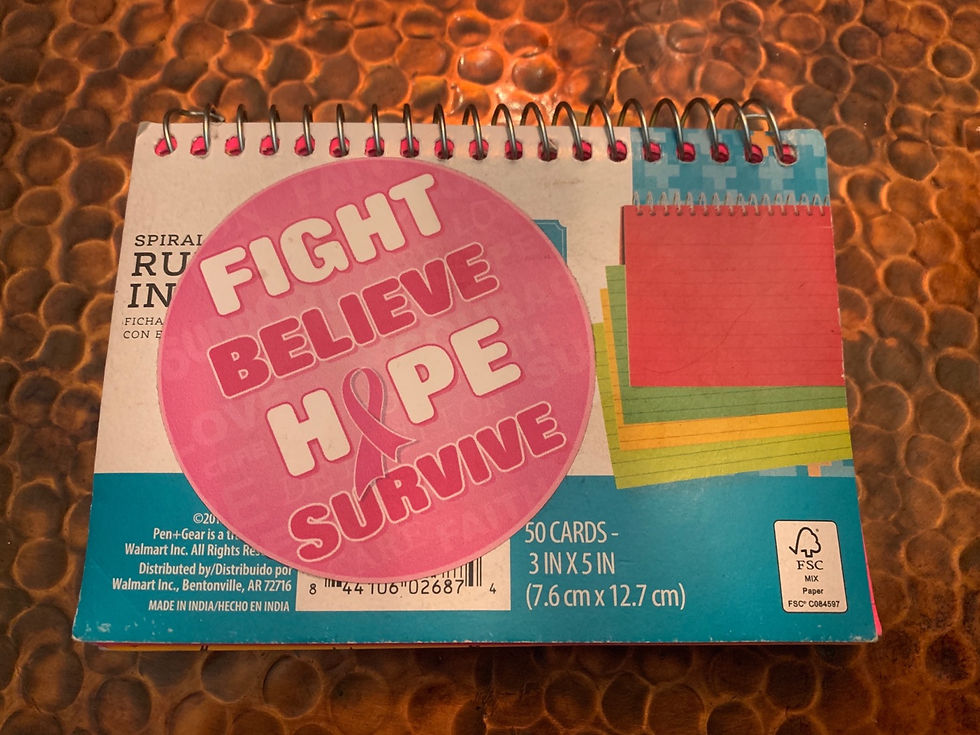 SPIRAL
RU
IN
FICHA
CON E
FIGHT
BELIEVE
HOPE
SURVIVE
©201
Pen+Gear is a tr
Walmart Inc. All Rights Res
Distributed by/Distribuido por
Walmart Inc., Bentonville, AR 72716
MADE IN INDIA/HECHO EN INDIA
8 44106 02687 4
50 CARDS -
3 IN X 5 IN
(7.6 cm x 12.7 cm)
FSC
MIX
Paper
FSC® C084597